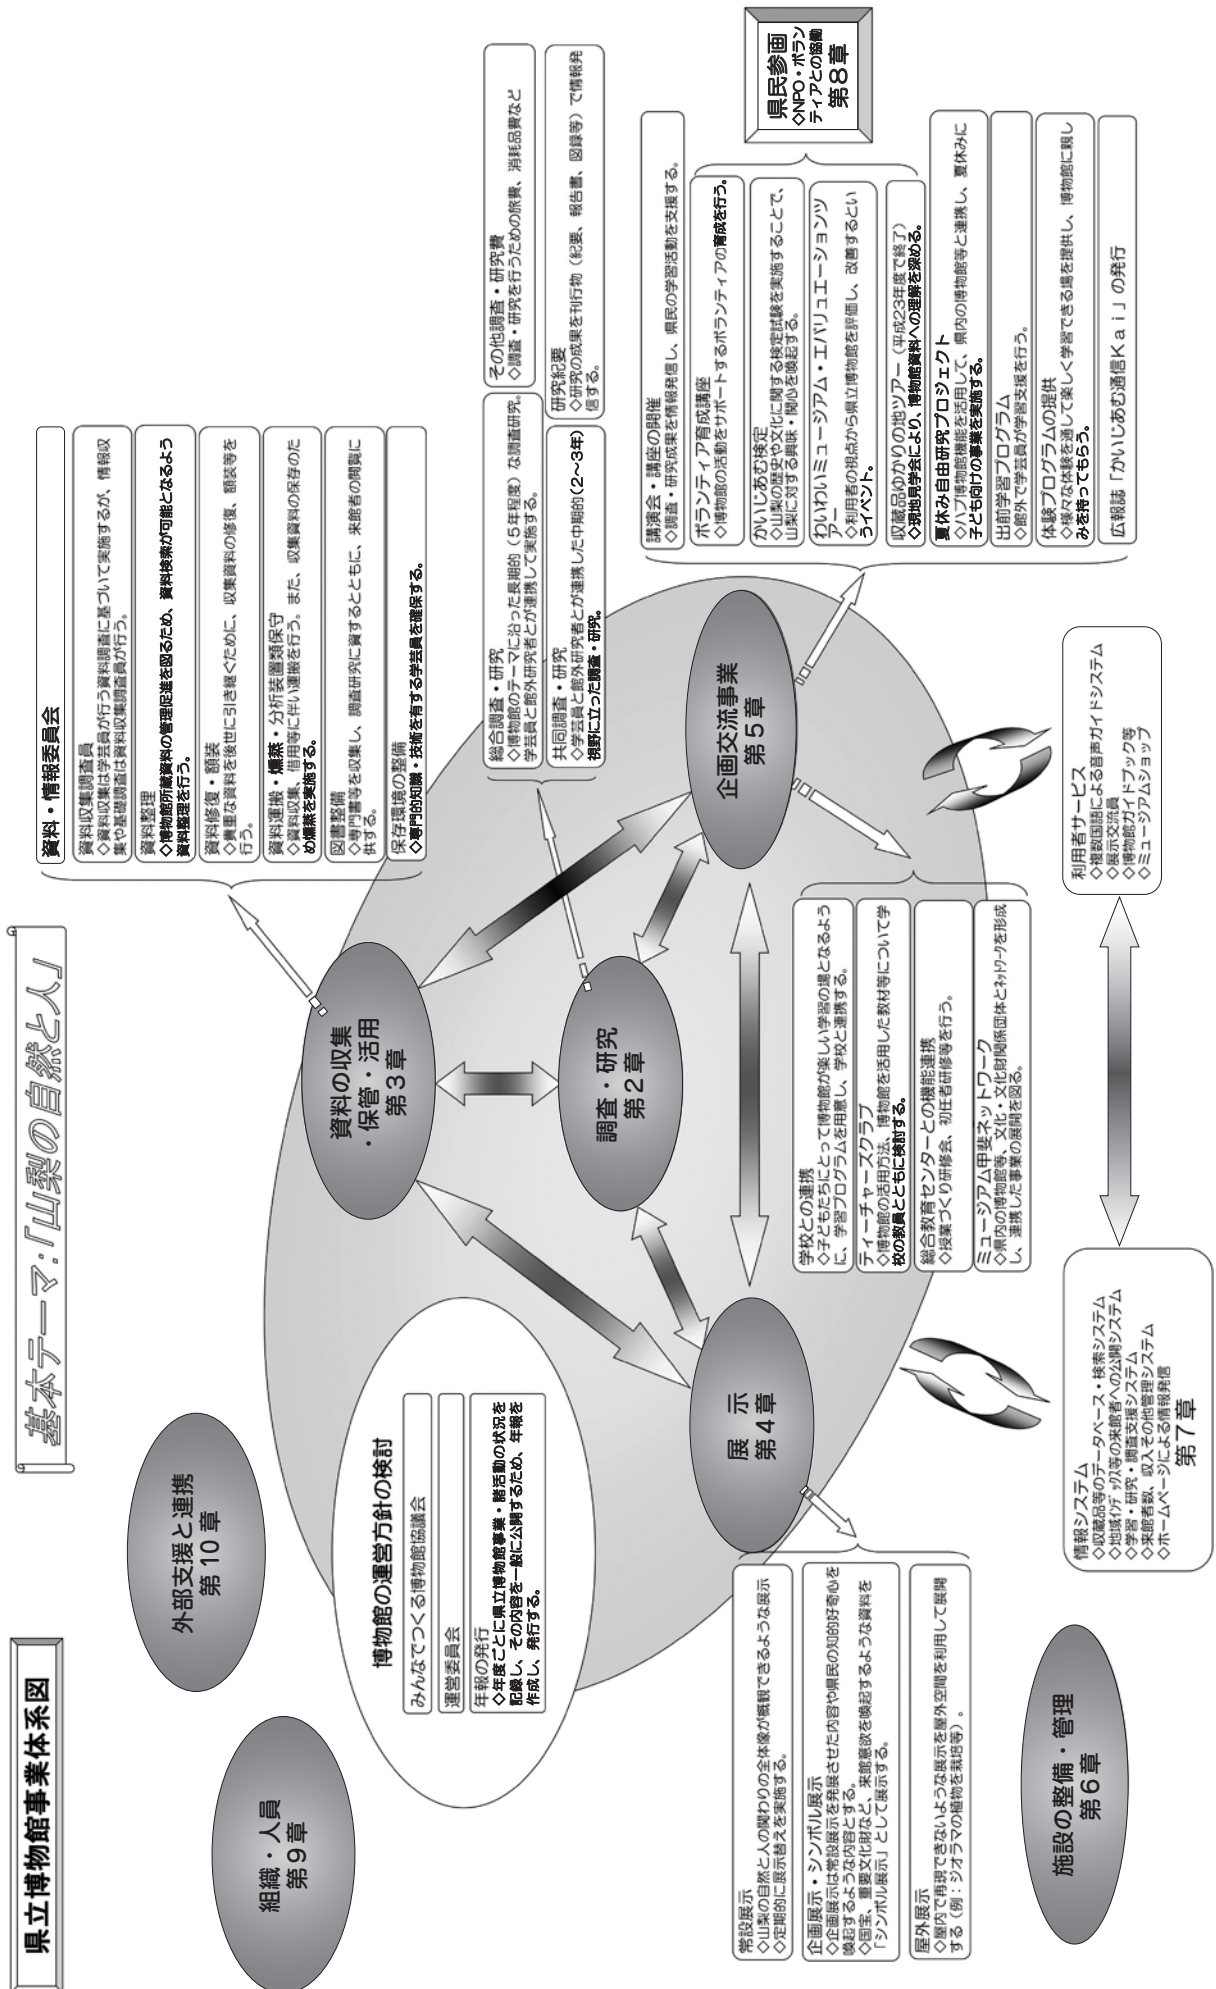 県立博物館事業体系図
基本テーマ:「山梨の自然と人」
組織・人員
第9章
外部支援と連携
第10章
博物館の運営方針の検討
みんなでつくる博物館協議会
運営委員会
年報の発行
◇年度ごとに県立博物館事業・諸活動の状況を
記録し、その内容を一般に公開するため、年報を
作成し、発行する。
資料の収集
・保管・活用
第3章
資料・情報委員会
資料収集調査員
◇資料収集は学芸員が行う資料調査に基づいて実施するが、情報収
集や基礎調査は資料収集調査員が行う。
資料整理
◇博物館所蔵資料の管理促進を図るため、資料検索が可能となるよう
資料整理を行う。
資料修復・額装
◇貴重な資料を後世に引き継ぐために、収集資料の修復、額装等を
行う。
資料運搬・燻蒸・分析装置類保守
◇資料収集、借用等に伴い運搬を行う。また、収集資料の保存のた
め燻蒸を実施する。
図書整備
◇専門書等を収集し、調査研究に資するとともに、来館者の閲覧に
供する。
保存環境の整備
◇専門的知識・技術を有する学芸員を確保する。
調査・研究
第2章
総合調査・研究
◇博物館のテーマに沿った長期的(5年程度)な調査研究。
学芸員と館外研究者とが連携して実施する。
共同調査・研究
◇学芸員と館外研究者とが連携した中期的(2~3年)
視野に立った調査・研究。
その他調査・研究費
◇調査・研究を行うための旅費、消耗品費など
研究紀要
◇研究の成果を刊行物(紀要、報告書、図録等)で情報発
信する。
展 示
第4章
常設展示
◇山梨の自然と人の関わりの全体像が概観できるような展示
◇定期的に展示替えを実施する。
企画展示・シンボル展示
◇企画展示は常設展示を発展させた内容や県民の知的好奇心を
喚起するような内容とする。
◇国宝、重要文化財など、来館意欲を喚起するような資料を
「シンボル展示」として展示する。
屋外展示
◇屋内で再現できないような展示を屋外空間を利用して展開
する(例:ジオラマの植物を栽培等)。
企画交流事業
第5章
講演会・講座の開催
◇調査・研究成果を情報発信し、県民の学習活動を支援する。
ボランティア育成講座
◇博物館の活動をサポートするボランティアの育成を行う。
かいじあむ検定
◇山梨の歴史や文化に関する検定試験を実施することで、
山梨に対する興味・関心を喚起する。
わいわいミュージアム・エバリュエーションツ
アー
◇利用者の視点から県立博物館を評価し、改善するとい
うイベント。
収蔵品ゆかりの地ツアー(平成23年度で終了)
◇現地見学会により、博物館資料への理解を深める。
夏休み自由研究プロジェクト
◇ハブ博物館機能を活用して、県内の博物館等と連携し、夏休みに
子ども向けの事業を実施する。
出前学習プログラム
◇館外で学芸員が学習支援を行う。
体験プログラムの提供
◇様々な体験を通して楽しく学習できる場を提供し、博物館に親し
みを持ってもらう。
広報誌「かいじあむ通信Kai」の発行
県民参画
◇NPO・ボラン
ティアとの協働
第8章
学校との連携
◇子どもたちにとって博物館が楽しい学習の場となるよう
に、学習プログラムを用意し、学校と連携する。
ティーチャーズクラブ
◇博物館の活用方法、博物館を活用した教材等について学
校の教員とともに検討する。
総合教育センターとの機能連携
◇授業づくり研修会、初任者研修等を行う。
ミュージアム甲斐ネットワーク
◇県内の博物館等、文化・文化財関係団体とネットワークを形成
し、連携した事業の展開を図る。
施設の整備・管理
第6章
情報システム
◇収蔵品等のデータベース・検索システム
◇地域インデックス等の来館者への公開システム
◇学習・研究・調査支援システム
◇来館者数、収入その他管理システム
◇ホームページによる情報発信
第7章
利用者サービス
◇複数国語による音声ガイドシステム
◇展示交流員
◇博物館ガイドブック等
◇ミュージアムショップ